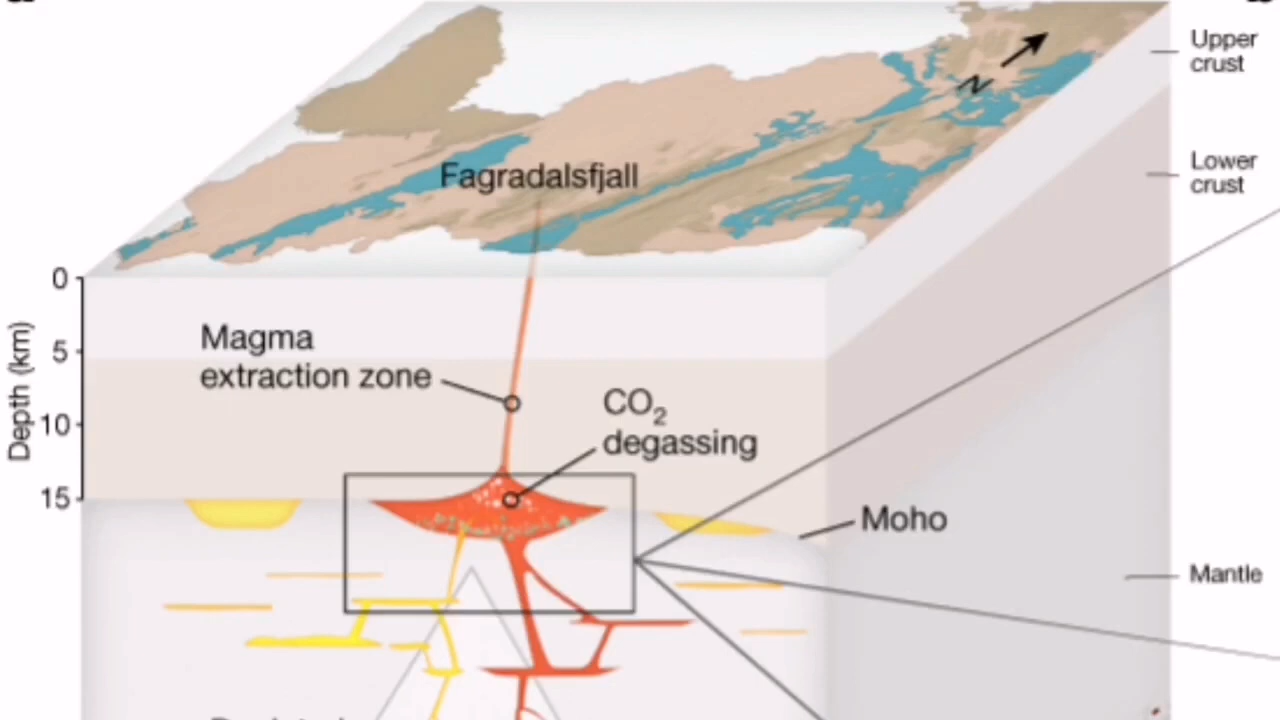 Upper
crust
N
Lower
crust
Fagradalsfjall
0
Magma
extraction zone
5
CO₂
degassing
Depth (km)
10
15
Moho
Mantle